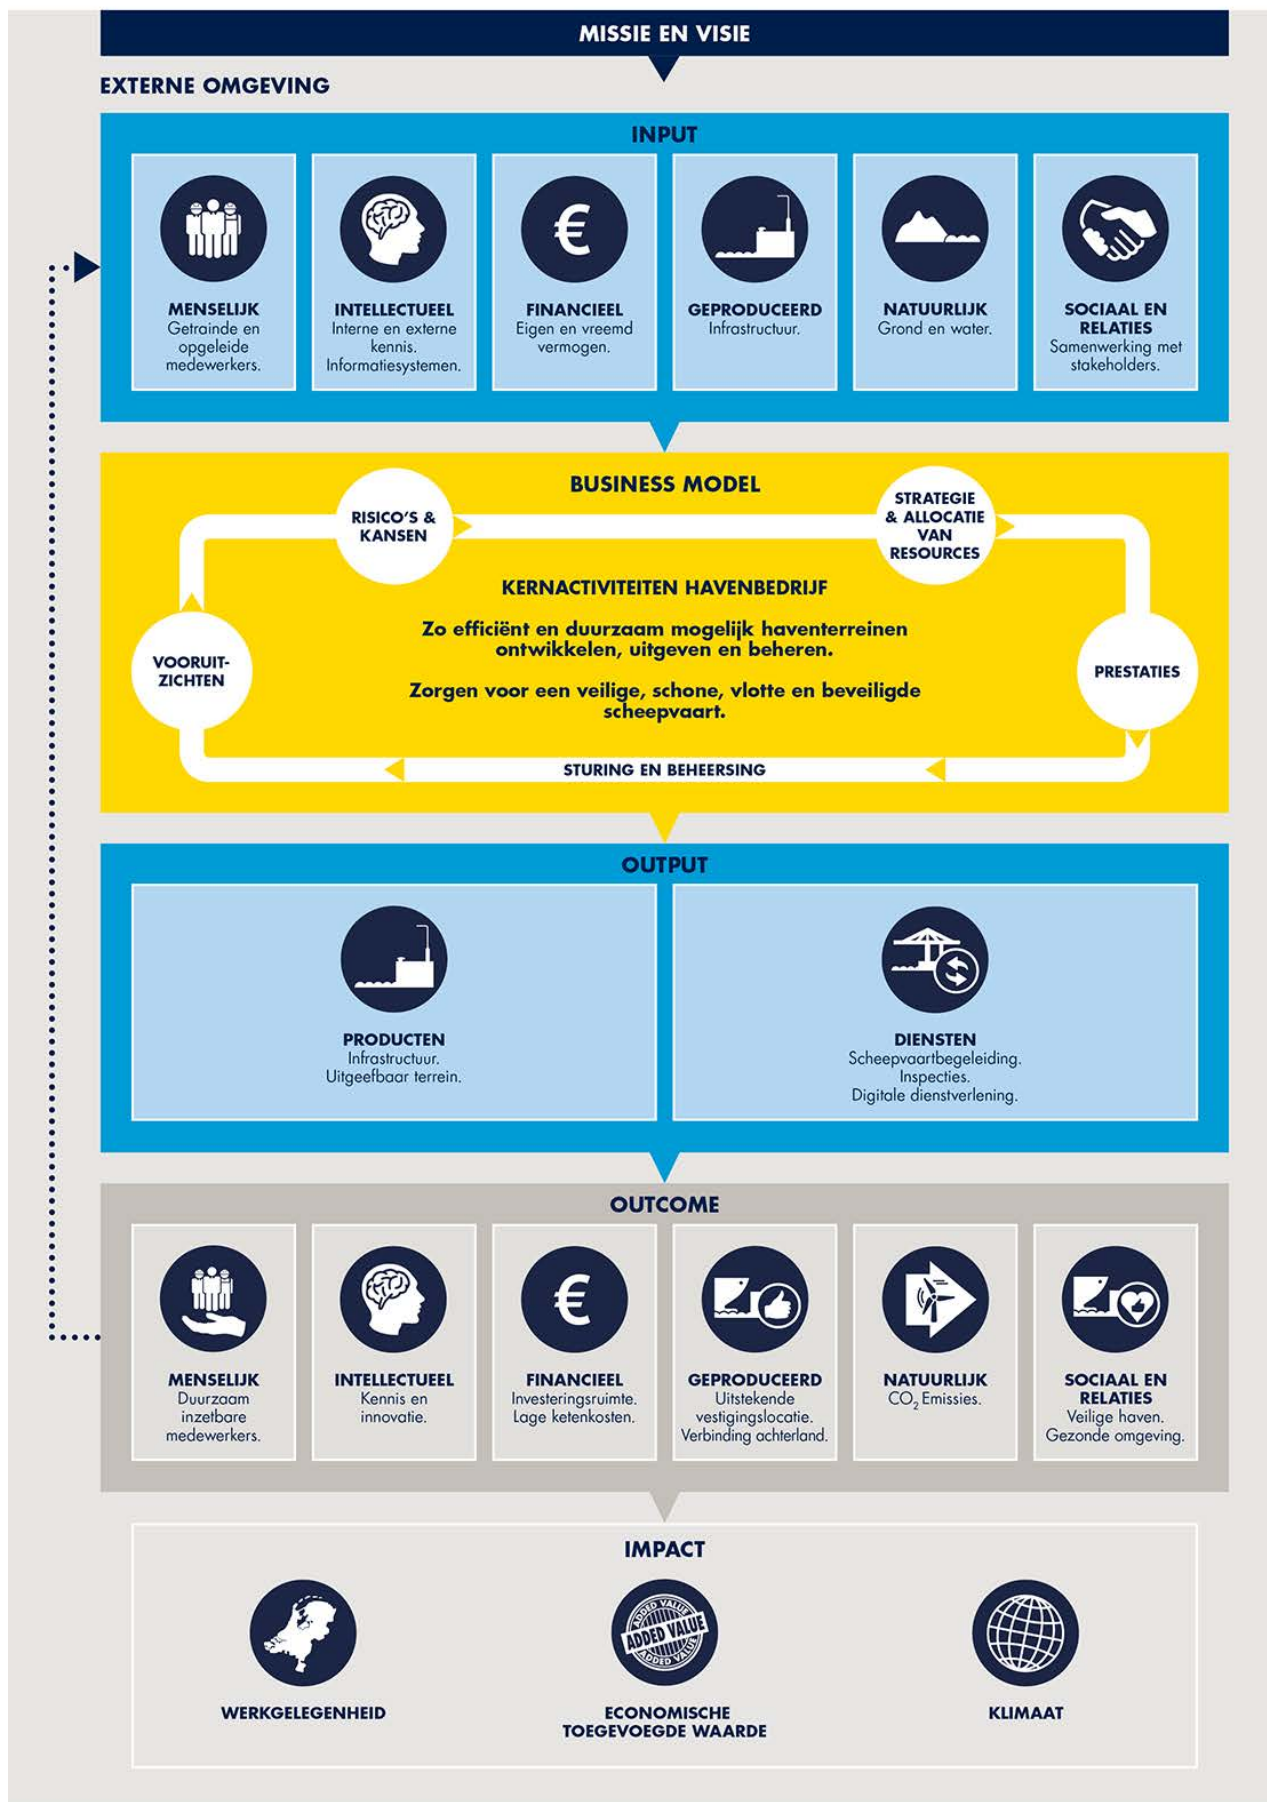 MISSIE EN VISIE
EXTERNE OMGEVING
INPUT
MENSELIJK
Getrainde en
opgeleide
medewerkers.
INTELLECTUEEL
Interne en externe
kennis.
Informatiesystemen.
FINANCIEEL
Eigen en vreemd
vermogen.
GEPRODUCEERD
Infrastructuur.
NATUURLIJK
Grond en water.
SOCIAAL EN
RELATIES
Samenwerking met
stakeholders.
BUSINESS MODEL
RISICO'S &
KANSEN
STRATEGIE
& ALLOCATIE
VAN
RESOURCES
KERNACTIVITEITEN HAVENBEDRIJF
Zo efficiënt en duurzaam mogelijk haventerreinen
ontwikkelen, uitgeven en beheren.
Zorgen voor een veilige, schone, vlotte en beveiligde
scheepvaart.
VOORUIT-
ZICHTEN
PRESTATIES
STURING EN BEHEERSING
OUTPUT
PRODUCTEN
Infrastructuur.
Uitgeefbaar terrein.
DIENSTEN
Scheepvaartbegeleiding.
Inspecties.
Digitale dienstverlening.
OUTCOME
MENSELIJK
Duurzaam
inzetbare
medewerkers.
INTELLECTUEEL
Kennis en
innovatie.
FINANCIEEL
Investeringsruimte.
Lage ketenkosten.
GEPRODUCEERD
Uitstekende
vestigingslocatie.
Verbinding achterland.
NATUURLIJK
CO₂ Emissies.
SOCIAAL EN
RELATIES
Veilige haven.
Gezonde omgeving.
IMPACT
WERKGELEGENHEID
ADDED VALUE
ADDED VALUE
ADDED VALUE
ECONOMISCHE
TOEGEVOEGDE WAARDE
KLIMAAT